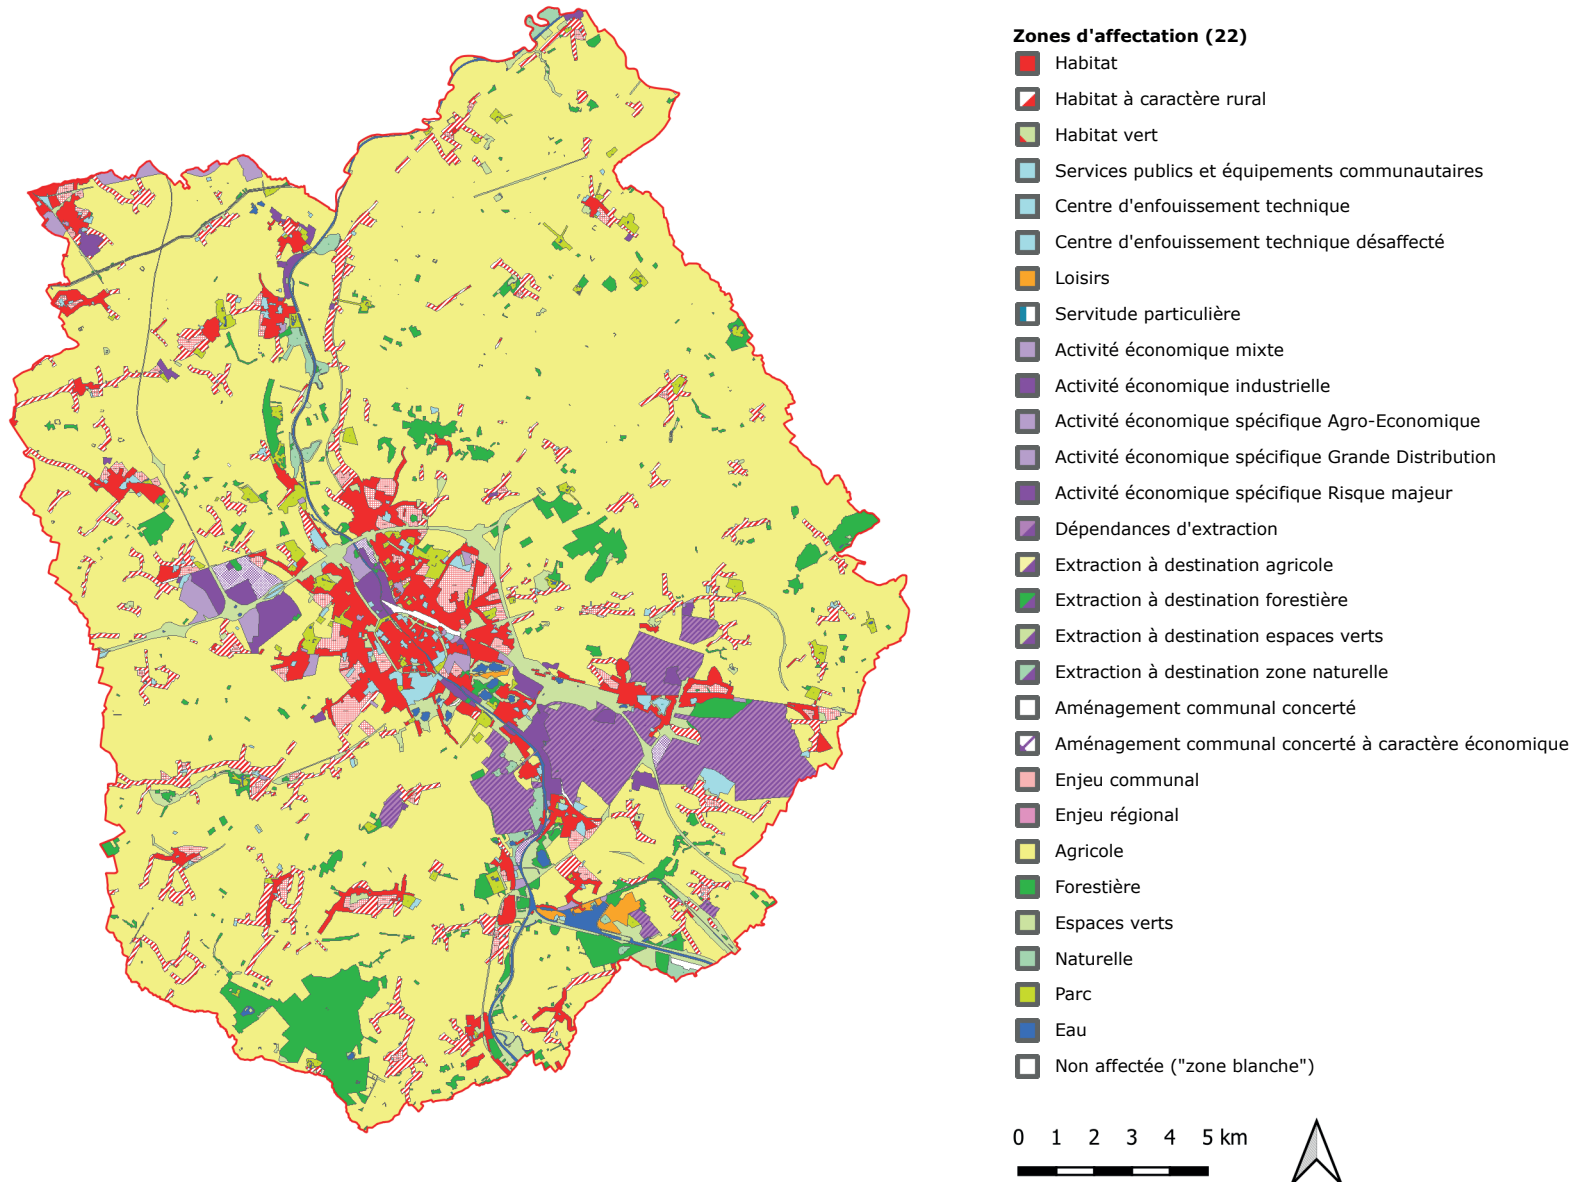 Zones d'affectation (22)
Habitat
Habitat à caractère rural
Habitat vert
Services publics et équipements communautaires
Centre d'enfouissement technique
Centre d'enfouissement technique désaffecté
Loisirs
Servitude particulière
Activité économique mixte
Activité économique industrielle
Activité économique spécifique Agro-Economique
Activité économique spécifique Grande Distribution
Activité économique spécifique Risque majeur
Dépendances d'extraction
Extraction à destination agricole
Extraction à destination forestière
Extraction à destination espaces verts
Extraction à destination zone naturelle
Aménagement communal concerté
Aménagement communal concerté à caractère économique
Enjeu communal
Enjeu régional
Agricole
Forestière
Espaces verts
Naturelle
Parc
Eau
Non affectée ("zone blanche")
0 1 2 3 4 5 km